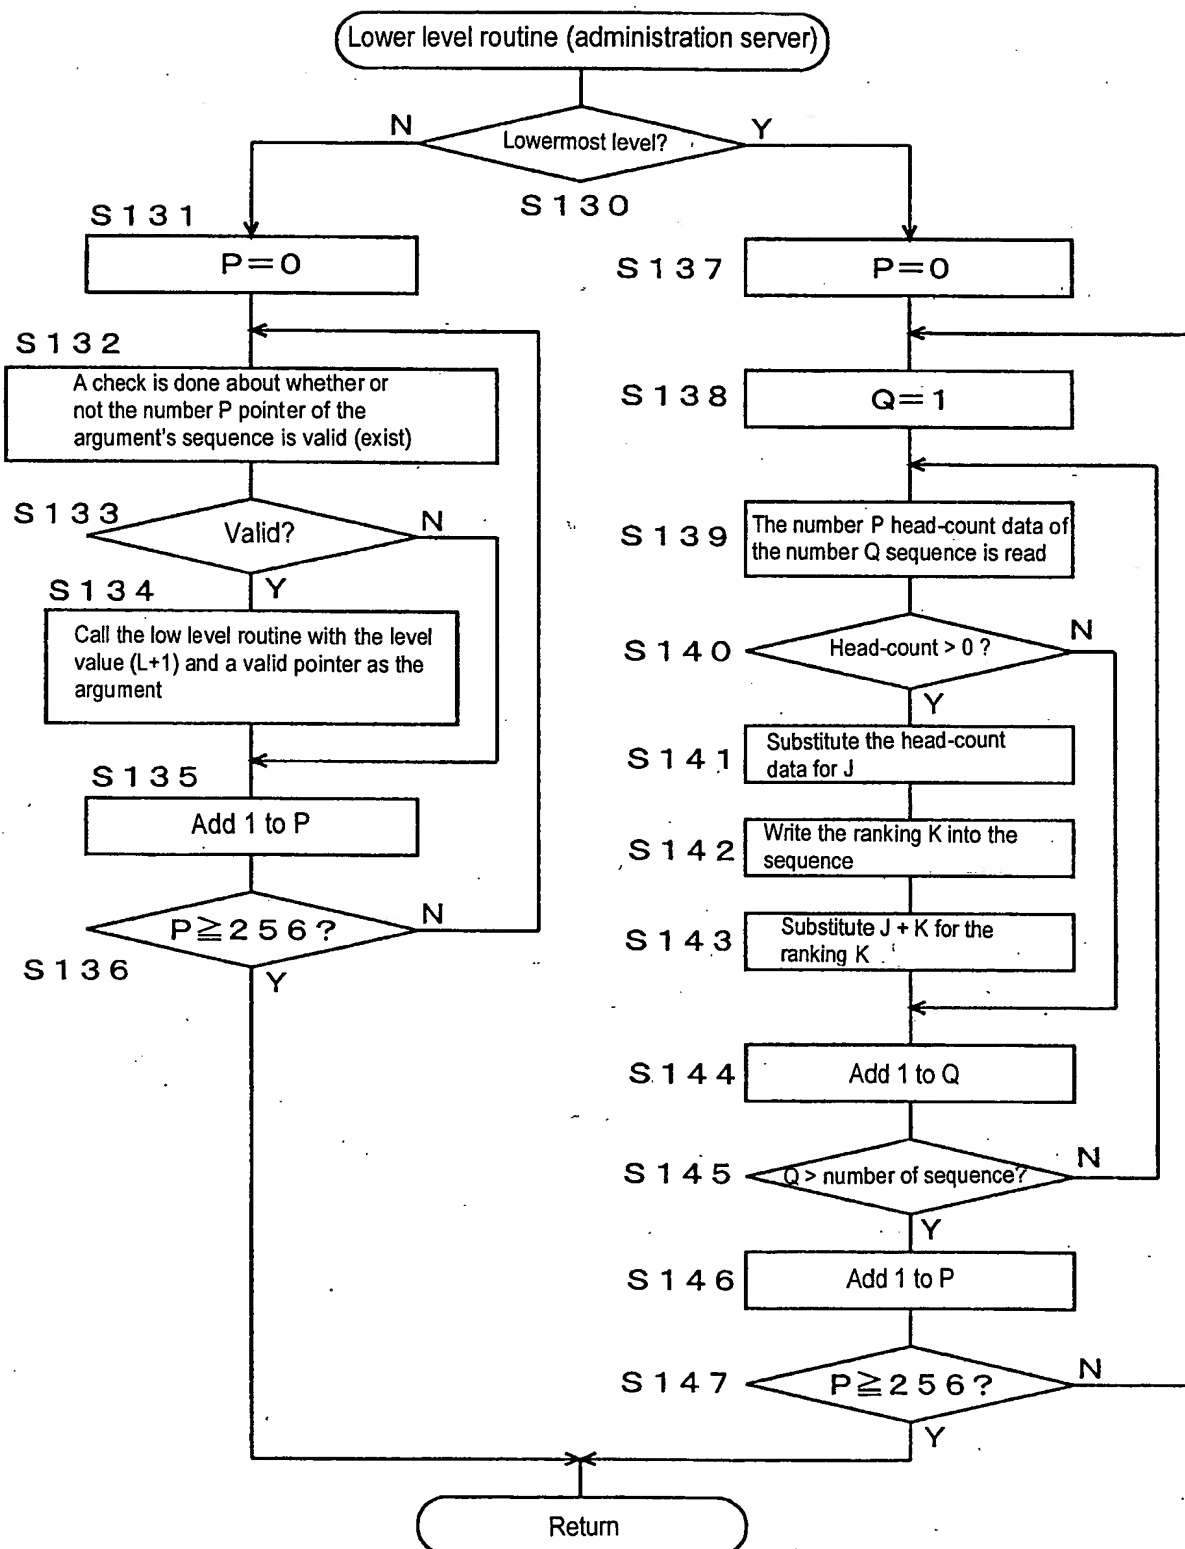 Lower level routine (administration server)
N
Lowermost level?
Y
S130
S131
P=0
S132
A check is done about whether or
not the number P pointer of the
argument's sequence is valid (exist)
S133
Valid?
N
Y
S134
Call the low level routine with the level
value (L+1) and a valid pointer as the
argument
S135
Add 1 to P
P≧256?
N
S136
Y
S137
P=0
S138
Q=1
S139
The number P head-count data of
the number Q sequence is read
S140
Head-count > 0 ?
N
Y
S141
Substitute the head-count
data for J
S142
Write the ranking K into the
sequence
S143
Substitute J + K for the
ranking K
S144
Add 1 to Q
S145
Q > number of sequence?
N
Y
S146
Add 1 to P
S147
P≧256?
N
Y
Return